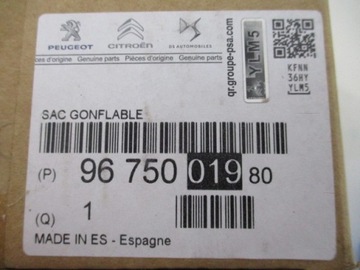 PEUGEOT
CITROËN
DS AUTOMOBILES
Pièces d'origine Genuine parts Pièces d'origine Genuine parts
qr.groupe-psa.com
YLM5
KFNN
36HY
YLM5
SAC GONFLABLE
(P) 96 750 019 80
(Q) 1
MADE IN ES - Espagne